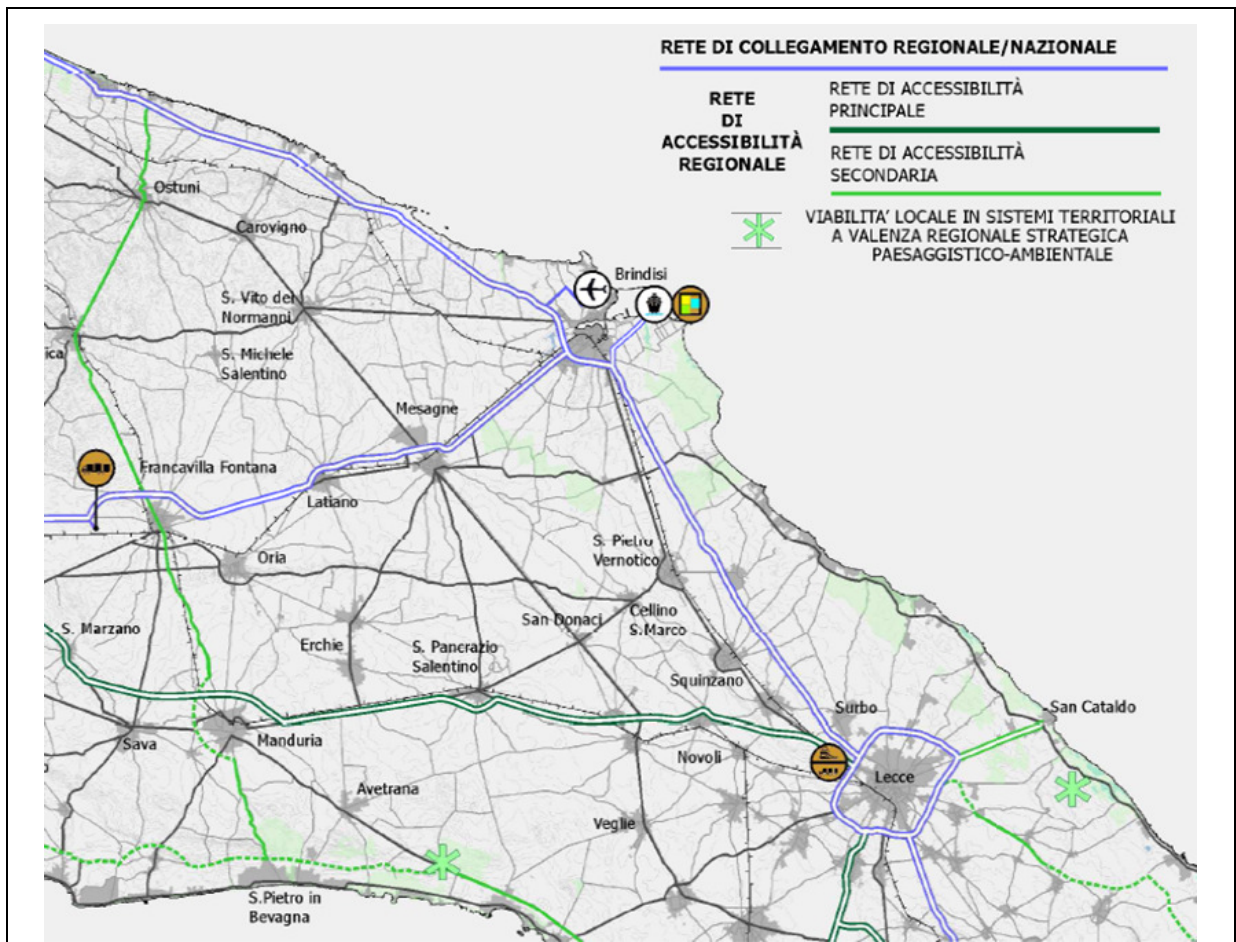 RETE DI COLLEGAMENTO REGIONALE/NAZIONALE
RETE
DI
ACCESSIBILITÀ
REGIONALE
RETE DI ACCESSIBILITÀ
PRINCIPALE
RETE DI ACCESSIBILITÀ
SECONDARIA
VIABILITA' LOCALE IN SISTEMI TERRITORIALI
A VALENZA REGIONALE STRATEGICA
PAESAGGISTICO-AMBIENTALE
Ostuni
Carovigno
Brindisi
S. Vito dei
Normanni
ica
S. Michele
Salentino
Mesagne
Francavilla Fontana
Latiano
Oria
S. Pietro
Vernotico
S. Marzano
Erchie
San Donaci
Cellino
S.Marco
S. Pancrazio
Salentino
Squinzano
Surbo
San Cataldo
Sava
Manduria
Novoli
Lecce
Avetrana
Veglie
S.Pietro in
Bevagna